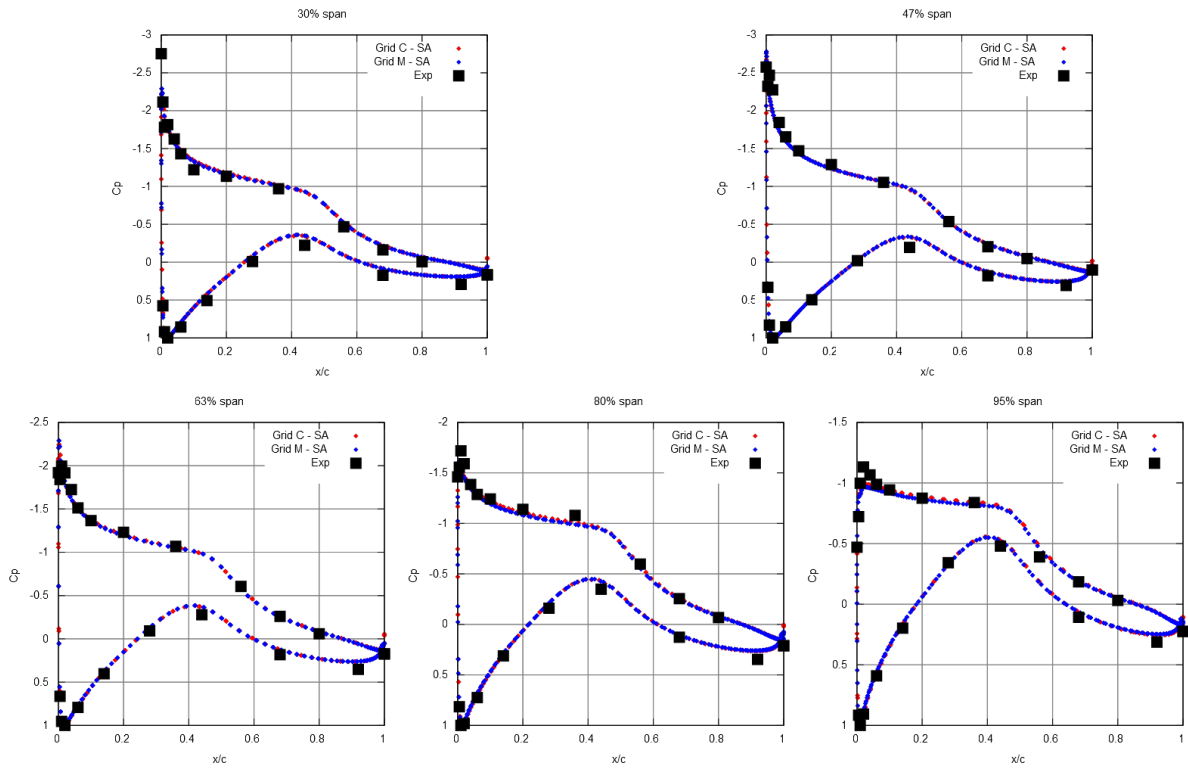 30% span
-3
-2.5
-2
-1.5
-1
-0.5
0
0.5
1
Cp
Grid C - SA
Grid M - SA
Exp
0 0.2 0.4 0.6 0.8 1
x/c
47% span
-3
-2.5
-2
-1.5
-1
-0.5
0
0.5
1
Cp
Grid C - SA
Grid M - SA
Exp
0 0.2 0.4 0.6 0.8 1
x/c
63% span
-2.5
-2
-1.5
-1
-0.5
0
0.5
1
Cp
Grid C - SA
Grid M - SA
Exp
0 0.2 0.4 0.6 0.8 1
x/c
80% span
-2
-1.5
-1
-0.5
0
0.5
1
Cp
Grid C - SA
Grid M - SA
Exp
0 0.2 0.4 0.6 0.8 1
x/c
95% span
-1.5
-1
-0.5
0
0.5
1
Cp
Grid C - SA
Grid M - SA
Exp
0 0.2 0.4 0.6 0.8 1
x/c